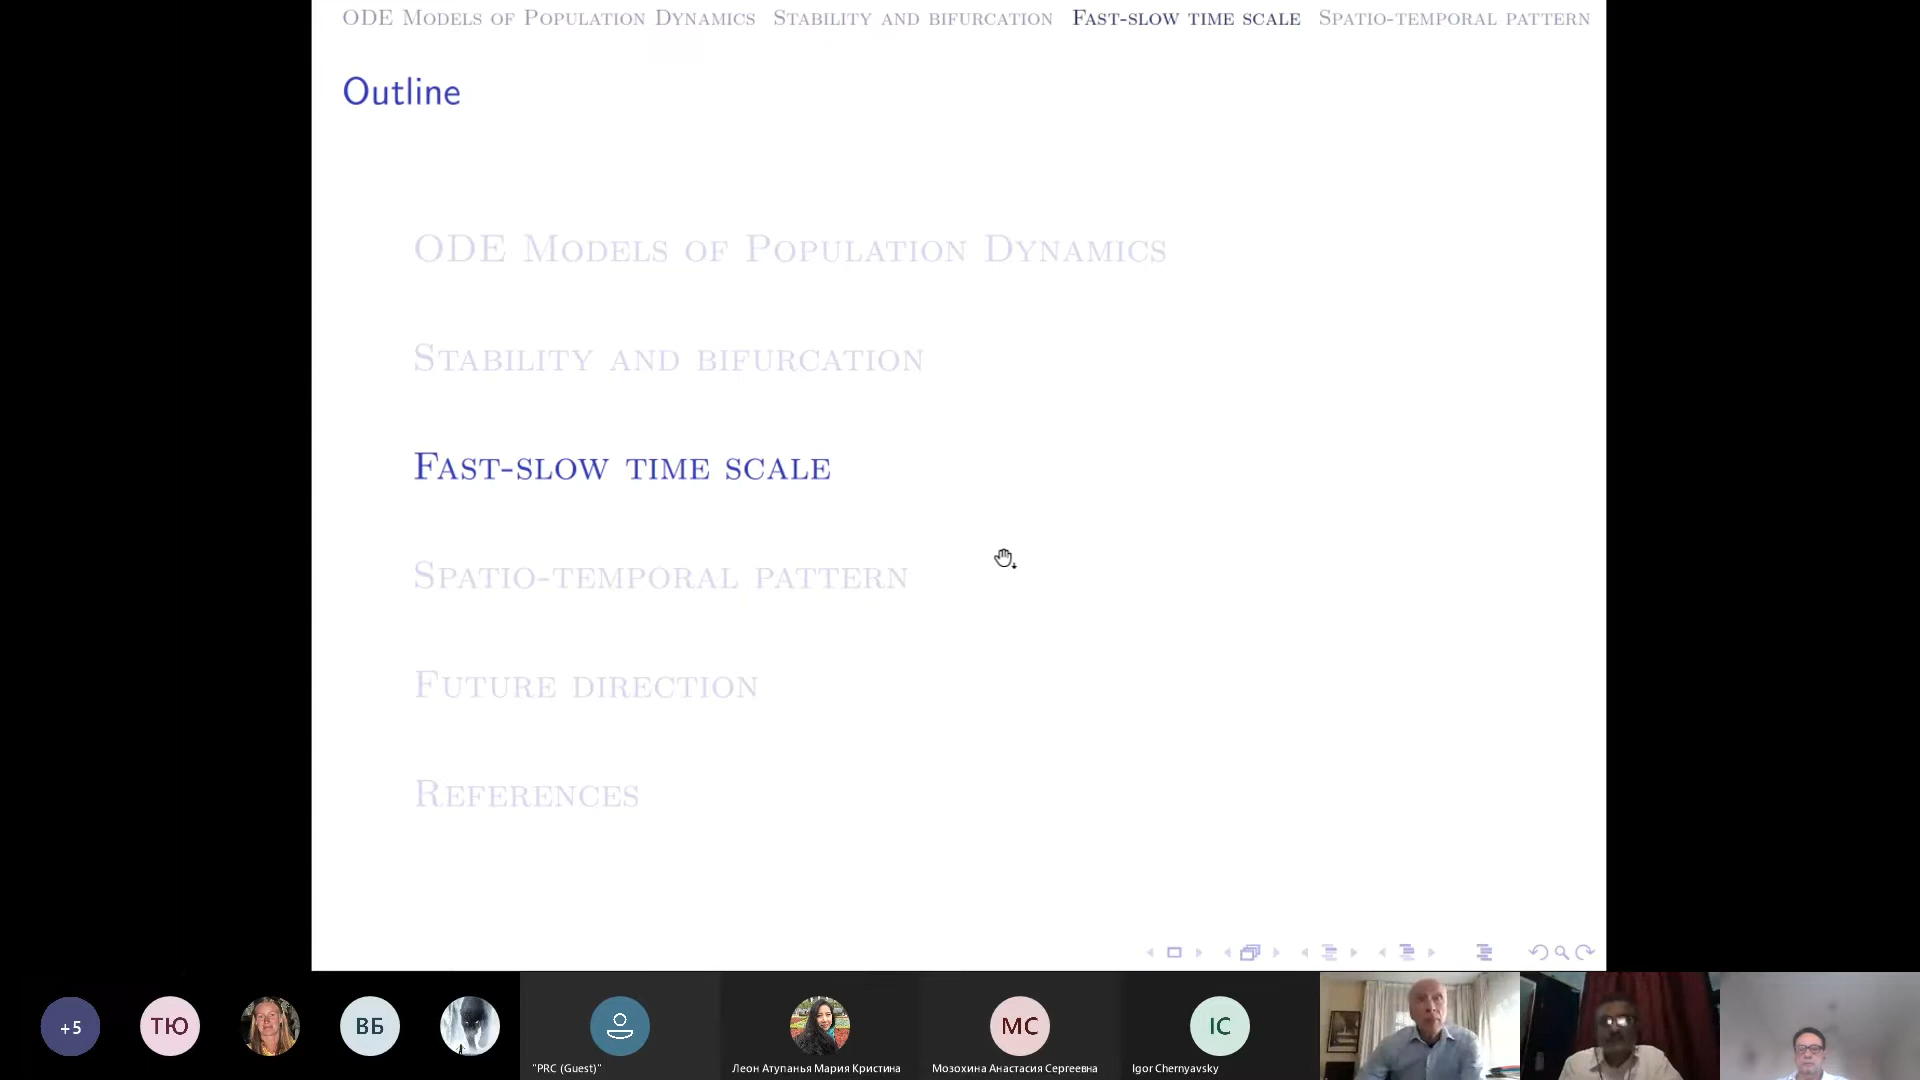 ODE Models of Population Dynamics Stability and bifurcation Fast-slow time scale Spatio-temporal pattern
Outline
ODE Models of Population Dynamics
Stability and bifurcation
Fast-slow time scale
Spatio-temporal pattern
Future direction
References
+5
ТЮ
ВБ
МС
IC
"PRC (Guest)"
Леон Атупанья Мария Кристина
Мозохина Анастасия Сергеевна
Igor Chernyavsky